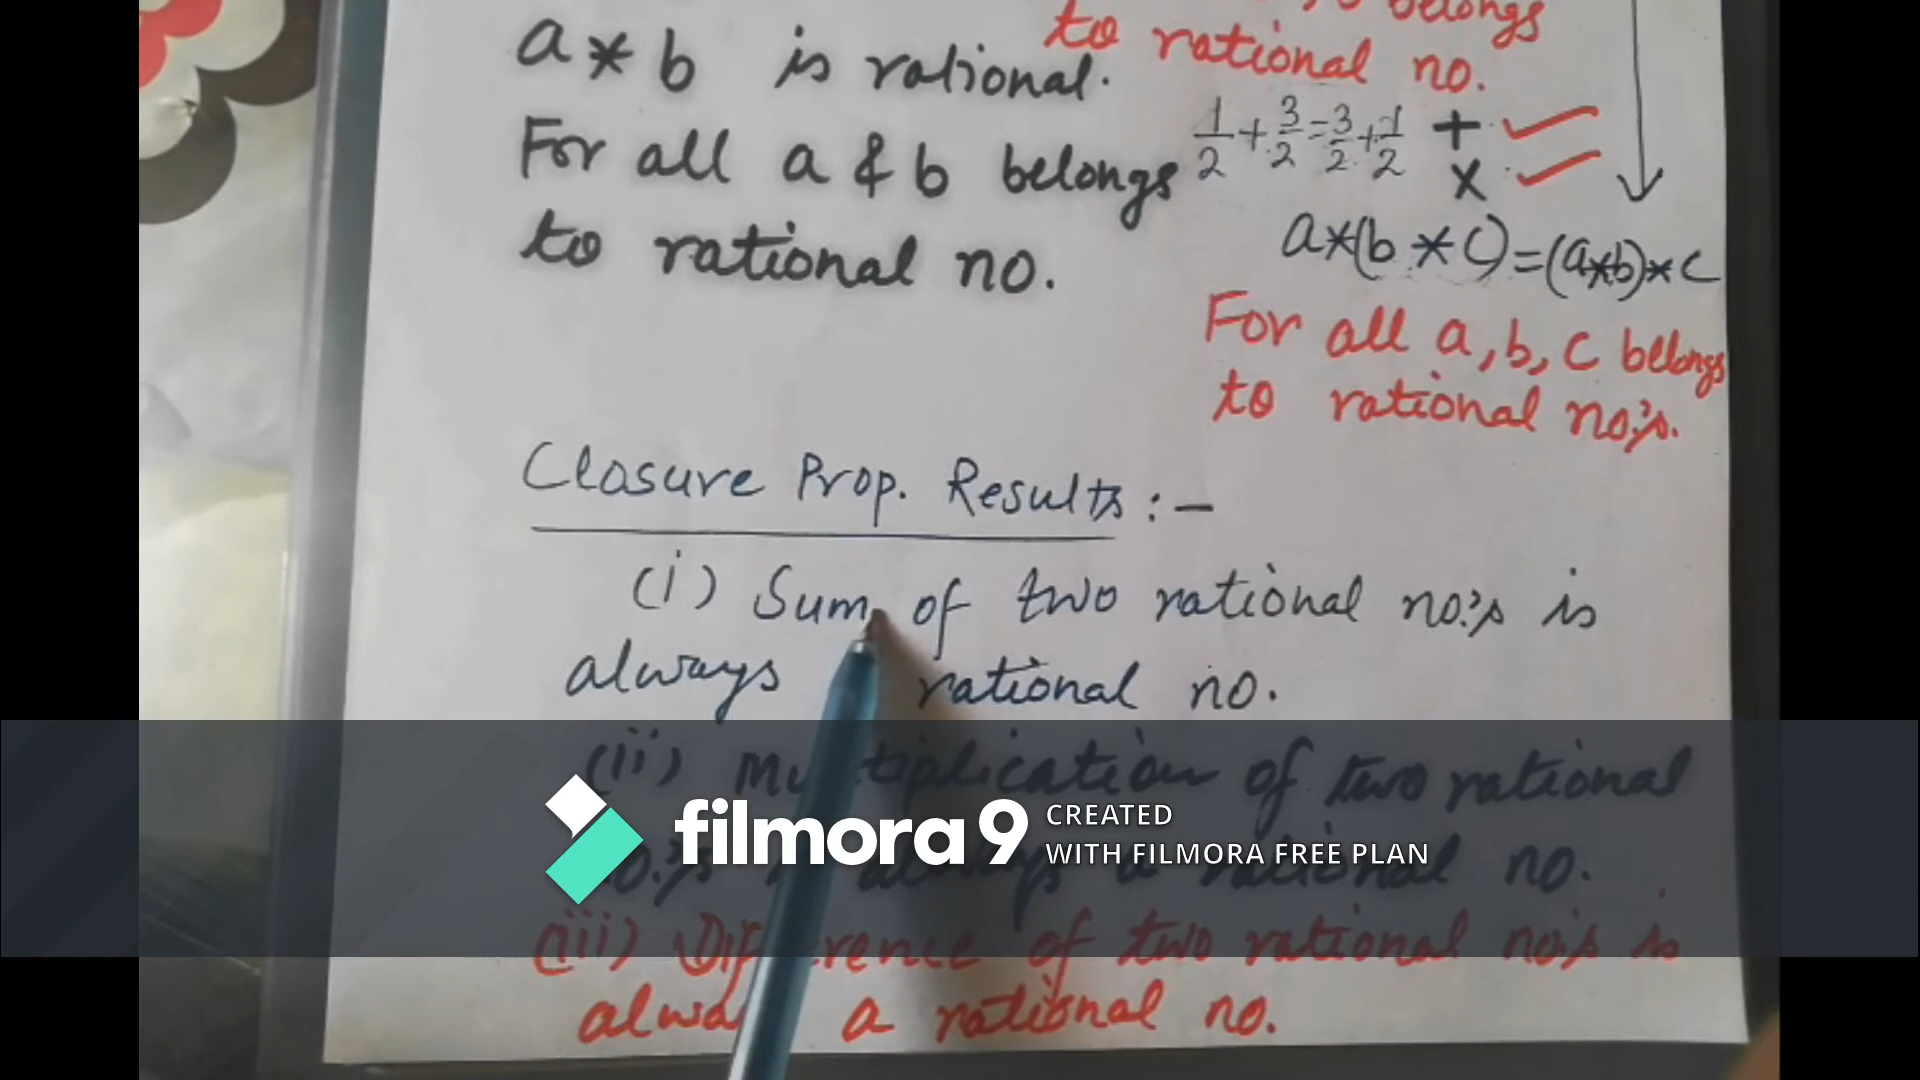 a * b is rational.
For all a & b belongs
to rational no.
belongs
to rational no.
1/2 + 3/2 = 3/2 + 1/2 + ✓
x ✓
a*(b * c) = (a*b)*c
For all a, b, c belongs
to rational no.'s.
Closure Prop. Results :-
(i) Sum of two rational no.'s is
always rational no.
(ii) of two rational
always a rational no.
(iii) of two rational no.'s is
a rational no.
filmora 9 CREATED
WITH FILMORA FREE PLAN